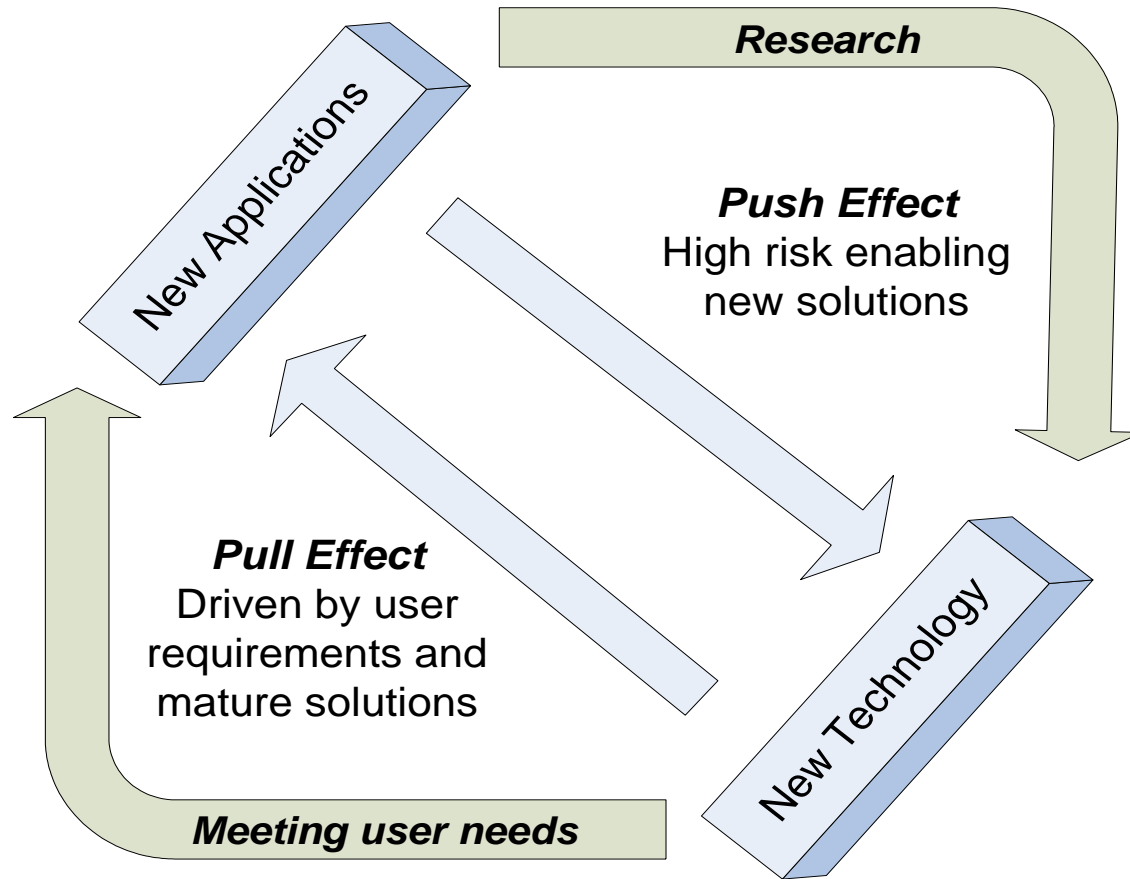 Research
New Applications
Push Effect
High risk enabling
new solutions
Pull Effect
Driven by user
requirements and
mature solutions
New Technology
Meeting user needs